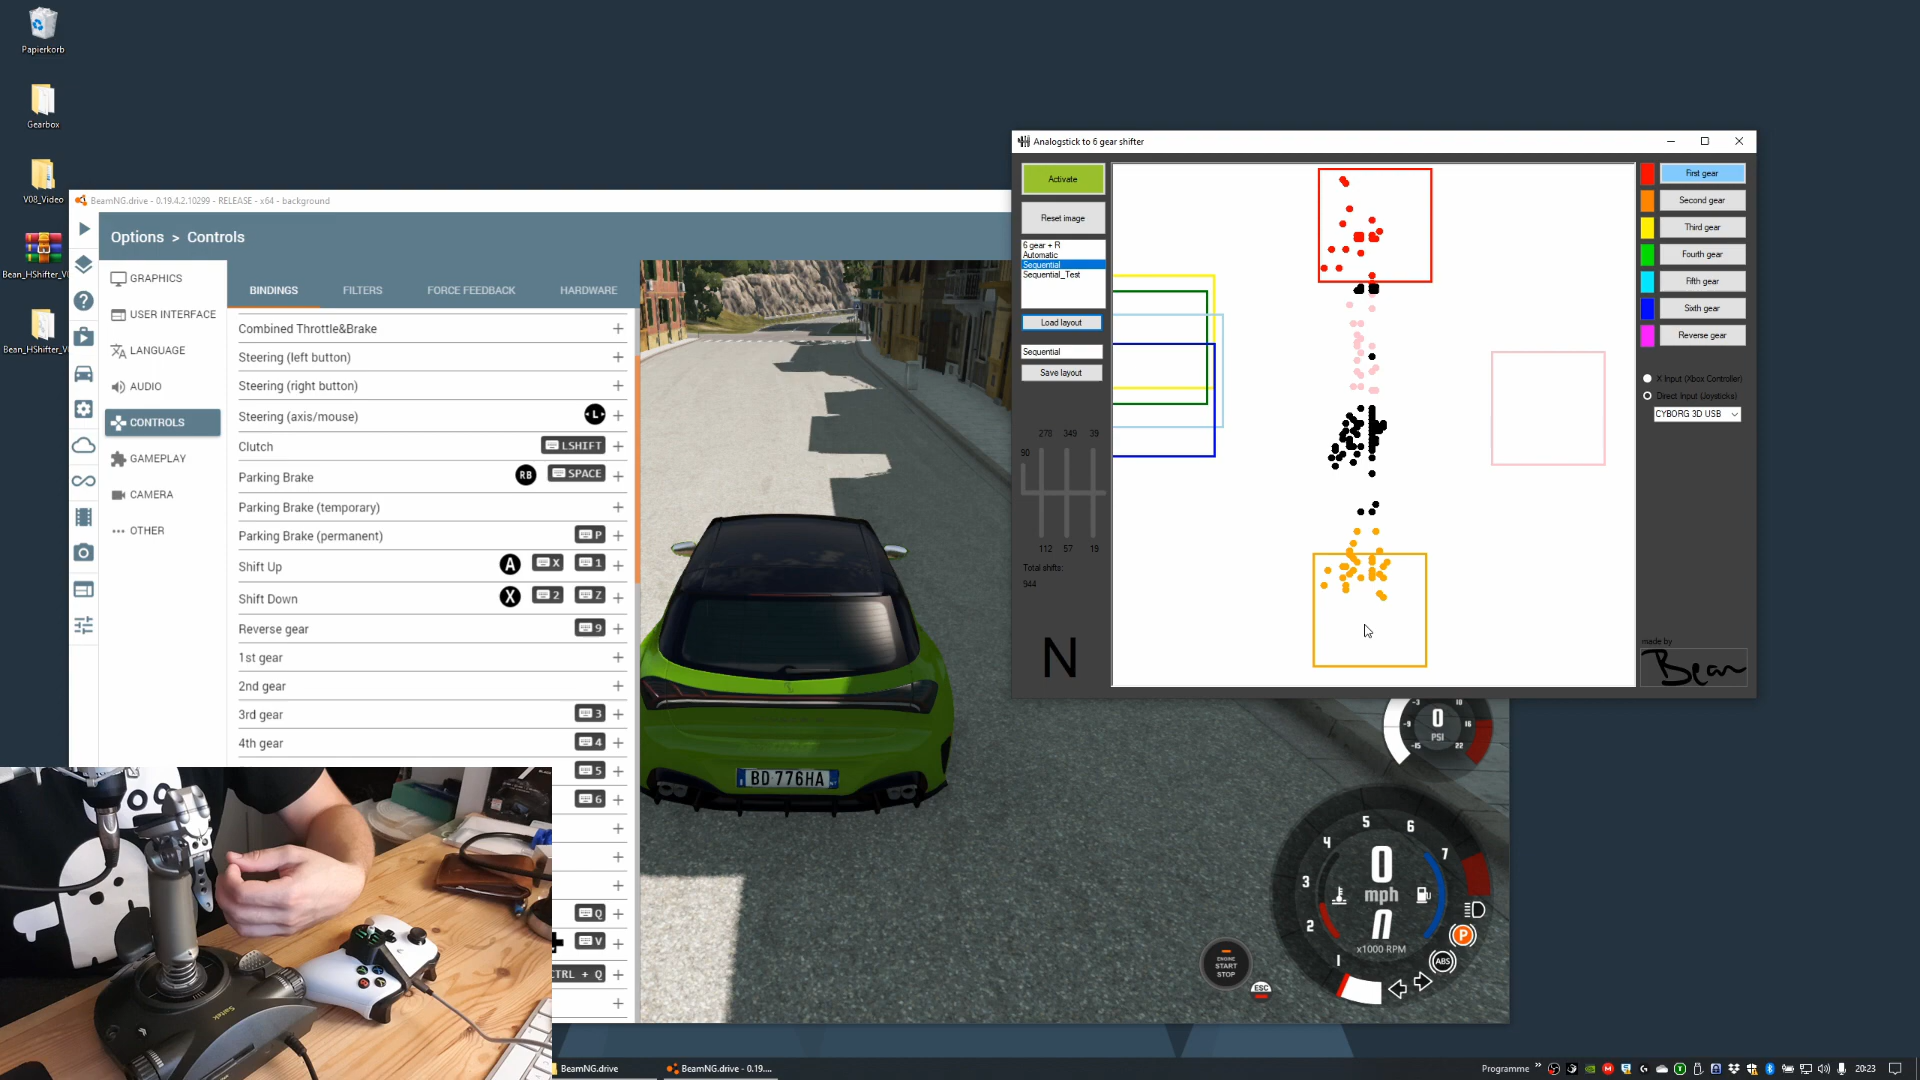 Papierkorb
Gearbox
V08_Video
Bean_HShifter_V(
Bean_HShifter_V(
BeamNG.drive - 0.19.4.2.10299 - RELEASE - x64 - background
Options > Controls
GRAPHICS
USER INTERFACE
LANGUAGE
AUDIO
CONTROLS
GAMEPLAY
CAMERA
OTHER
BINDINGS FILTERS FORCE FEEDBACK HARDWARE
Combined Throttle&Brake
Steering (left button)
Steering (right button)
Steering (axis/mouse) L
Clutch LSHIFT
Parking Brake RB SPACE
Parking Brake (temporary)
Parking Brake (permanent) P
Shift Up A X 1
Shift Down X 2 Z
Reverse gear 9
1st gear
2nd gear
3rd gear 3
4th gear 4
5
6
Q
V
CTRL + Q
BD 776HA
Analogstick to 6 gear shifter
Activate
Reset image
6 gear + R
Automatic
Sequential
Sequential_Test
Load layout
Sequential
Save layout
278 349 39
90
112 57 19
Total shifts:
944
N
First gear
Second gear
Third gear
Fourth gear
Fifth gear
Sixth gear
Reverse gear
X Input (Xbox Controller)
Direct Input (Joysticks)
CYBORG 3D USB
made by
Bean
0
PSI
-15 22
-9 16
-3 10
1 2 3 4 5 6 7
0
mph
n
x1000 RPM
P
ABS
ENGINE
START
STOP
ESC
Saitek
BeamNG.drive
BeamNG.drive - 0.19....
Programme
20:23